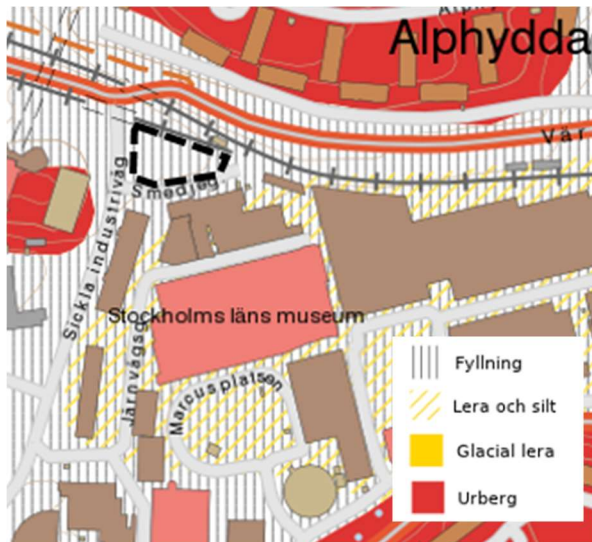 Alphydda
Vär
Smedjeg.
Sickla industriväg
Stockholms läns museum
Järnvägsg
Marcusplatsen
Fyllning
Lera och silt
Glacial lera
Urberg